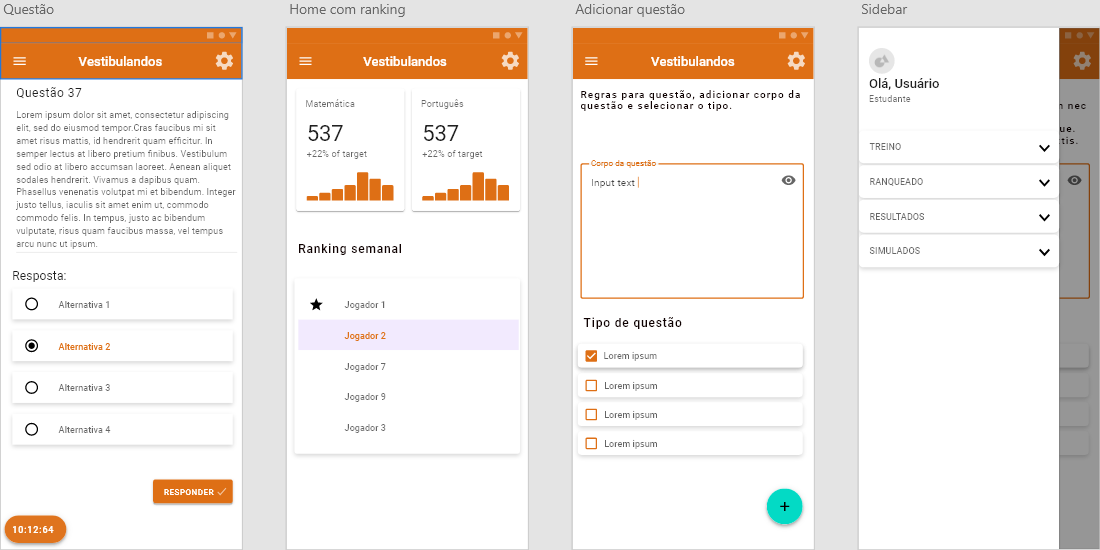 Questão
Vestibulandos
Questão 37
Lorem ipsum dolor sit amet, consectetur adipiscing
elit, sed do eiusmod tempor.Cras faucibus mi sit
amet risus mattis, id hendrerit quam efficitur. In
semper lectus at libero pretium finibus. Vestibulum
sed odio at libero accumsan laoreet. Aenean aliquet
sodales hendrerit. Vivamus a dapibus quam.
Phasellus venenatis volutpat mi et bibendum. Integer
justo tellus, iaculis sit amet enim ut, commodo
commodo felis. In tempus, justo ac bibendum
vulputate, risus quam faucibus massa, vel tempus
arcu nunc ut ipsum.
Resposta:
Alternativa 1
Alternativa 2
Alternativa 3
Alternativa 4
RESPONDER
10:12:64
Home com ranking
Vestibulandos
Matemática
537
+22% of target
Português
537
+22% of target
Ranking semanal
Jogador 1
Jogador 2
Jogador 7
Jogador 9
Jogador 3
Adicionar questão
Vestibulandos
Regras para questão, adicionar corpo da
questão e selecionar o tipo.
Corpo da questão
Input text
Tipo de questão
Lorem ipsum
Lorem ipsum
Lorem ipsum
Lorem ipsum
+
Sidebar
Olá, Usuário
Estudante
TREINO
RANQUEADO
RESULTADOS
SIMULADOS
nec
que.